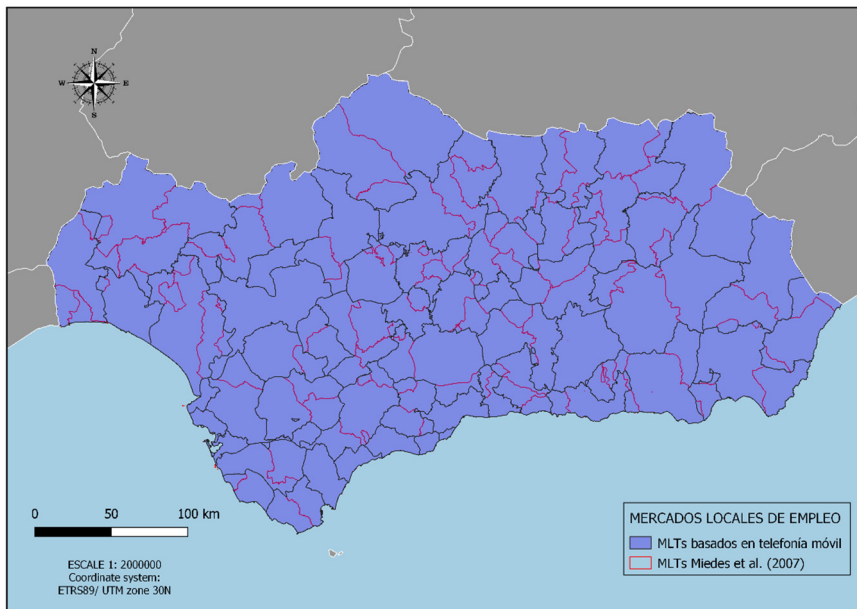 N
W E
S
0 50 100 km
ESCALE 1: 2000000
Coordinate system:
ETRS89/ UTM zone 30N
MERCADOS LOCALES DE EMPLEO
MLTs basados en telefonía móvil
MLTs Miedes et al. (2007)